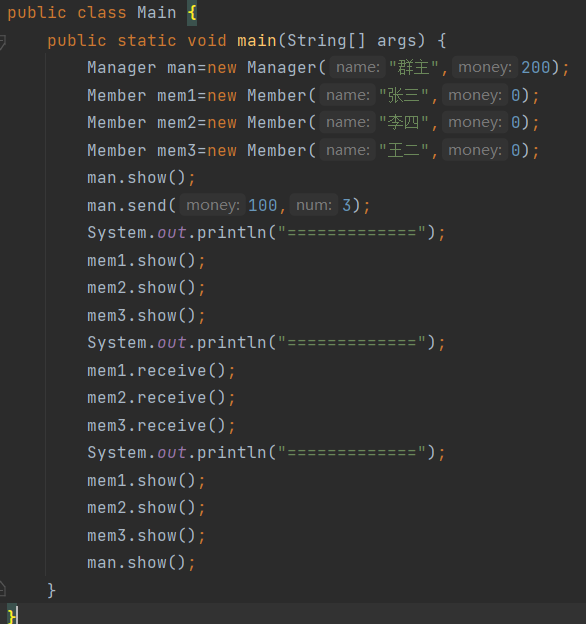 public class Main {
public static void main(String[] args) {
Manager man=new Manager( name: "群主", money: 200);
Member mem1=new Member( name: "张三", money: 0);
Member mem2=new Member( name: "李四", money: 0);
Member mem3=new Member( name: "王二", money: 0);
man.show();
man.send( money: 100, num: 3);
System.out.println("=============");
mem1.show();
mem2.show();
mem3.show();
System.out.println("=============");
mem1.receive();
mem2.receive();
mem3.receive();
System.out.println("=============");
mem1.show();
mem2.show();
mem3.show();
man.show();
}
}